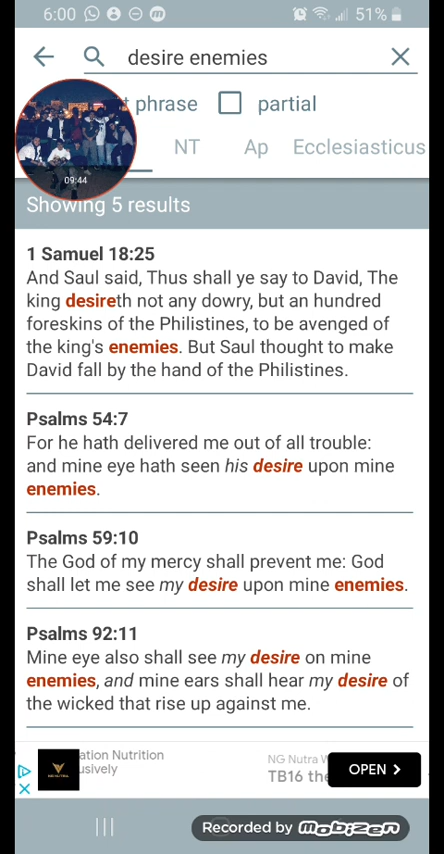 6:00 51%
desire enemies
t phrase partial
NT Ap Ecclesiasticus
09:44
Showing 5 results
1 Samuel 18:25
And Saul said, Thus shall ye say to David, The
king desireth not any dowry, but an hundred
foreskins of the Philistines, to be avenged of
the king's enemies. But Saul thought to make
David fall by the hand of the Philistines.
Psalms 54:7
For he hath delivered me out of all trouble:
and mine eye hath seen his desire upon mine
enemies.
Psalms 59:10
The God of my mercy shall prevent me: God
shall let me see my desire upon mine enemies.
Psalms 92:11
Mine eye also shall see my desire on mine
enemies, and mine ears shall hear my desire of
the wicked that rise up against me.
ation Nutrition
usively
NG NUTRA
NG Nutra W
TB16 the
OPEN
Recorded by Mobizen